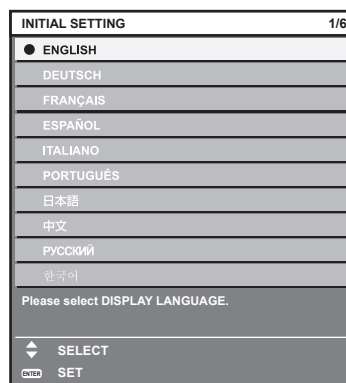 INITIAL SETTING 1/6
ENGLISH
DEUTSCH
FRANÇAIS
ESPAÑOL
ITALIANO
PORTUGUÊS
日本語
中文
РУССКИЙ
한국어
Please select DISPLAY LANGUAGE.
SELECT
ENTER SET